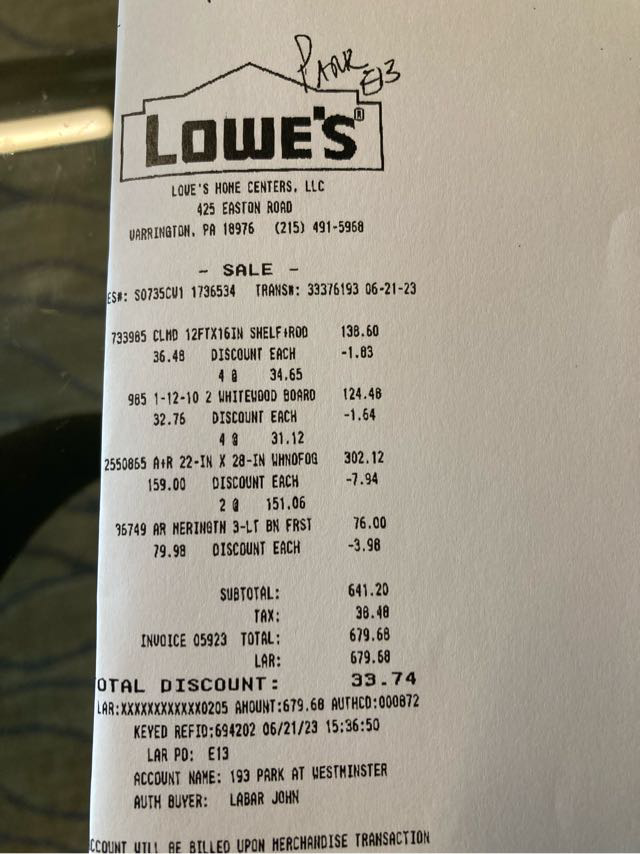 PARK
E13
LOWE'S®
LOWE'S HOME CENTERS, LLC
425 EASTON ROAD
WARRINGTON, PA 18976 (215) 491-5968
- SALE -
ES#: S0735CW1 1736534 TRANS#: 33376193 06-21-23
733985 CLMD 12FTX16IN SHELF+ROD 138.60
36.48 DISCOUNT EACH -1.83
4 @ 34.65
985 1-12-10 2 WHITEWOOD BOARD 124.48
32.76 DISCOUNT EACH -1.64
4 @ 31.12
2550865 A+R 22-IN X 28-IN WHNOFOG 302.12
159.00 DISCOUNT EACH -7.94
2 @ 151.06
36749 AR MERINGTN 3-LT BN FRST 76.00
79.98 DISCOUNT EACH -3.98
SUBTOTAL: 641.20
TAX: 38.48
INVOICE 05923 TOTAL: 679.68
LAR: 679.68
OTAL DISCOUNT: 33.74
LAR:XXXXXXXXXXXX0205 AMOUNT:679.68 AUTHCD:000872
KEYED REFID:694202 06/21/23 15:36:50
LAR PO: E13
ACCOUNT NAME: 193 PARK AT WESTMINSTER
AUTH BUYER: LABAR JOHN
CCOUNT WILL BE BILLED UPON MERCHANDISE TRANSACTION